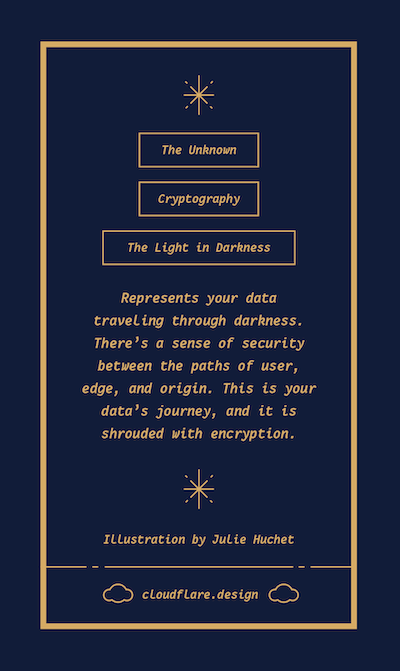 The Unknown
Cryptography
The Light in Darkness
Represents your data
traveling through darkness.
There’s a sense of security
between the paths of user,
edge, and origin. This is your
data’s journey, and it is
shrouded with encryption.
Illustration by Julie Huchet
cloudflare.design